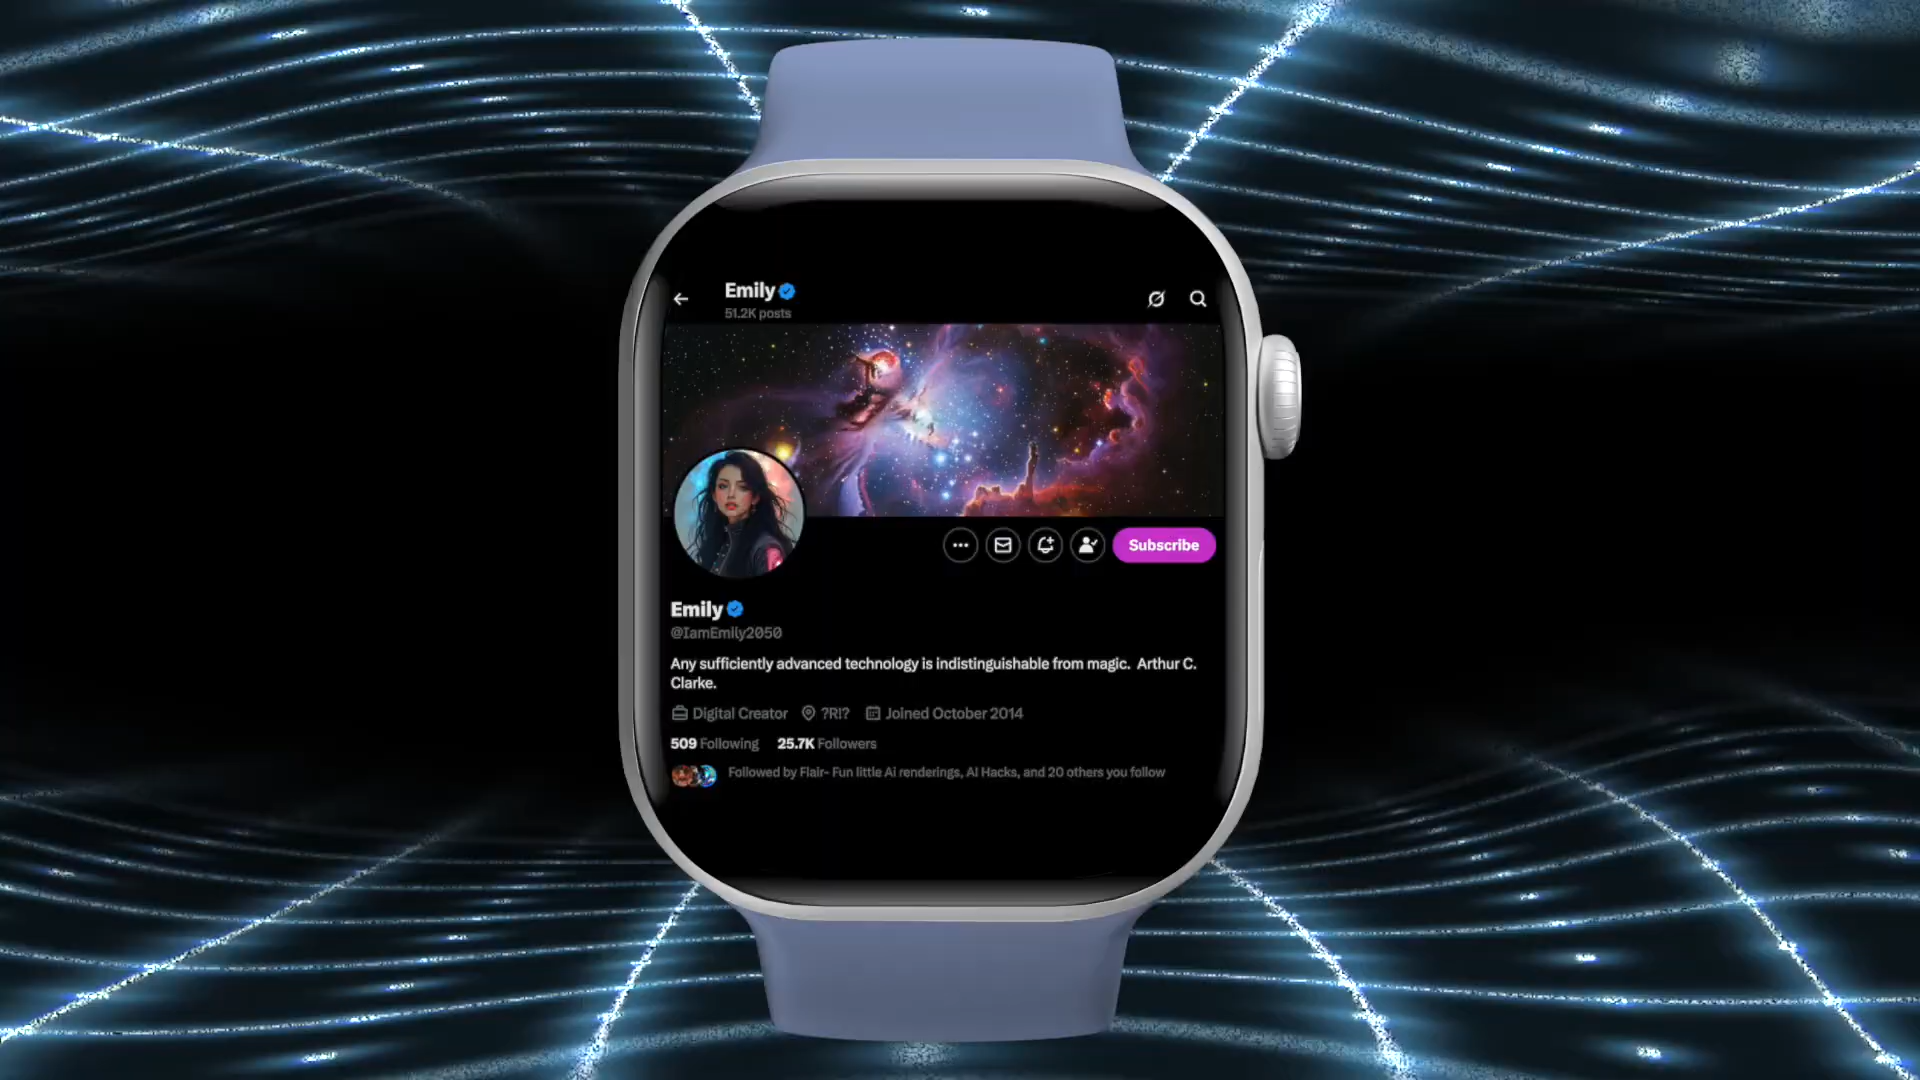 Emily
51.2K posts
Subscribe
Emily
@IamEmily2050
Any sufficiently advanced technology is indistinguishable from magic.  Arthur C.
Clarke.
Digital Creator ?R!? Joined October 2014
509 Following 25.7K Followers
Followed by Flair- Fun little Ai renderings, AI Hacks, and 20 others you follow